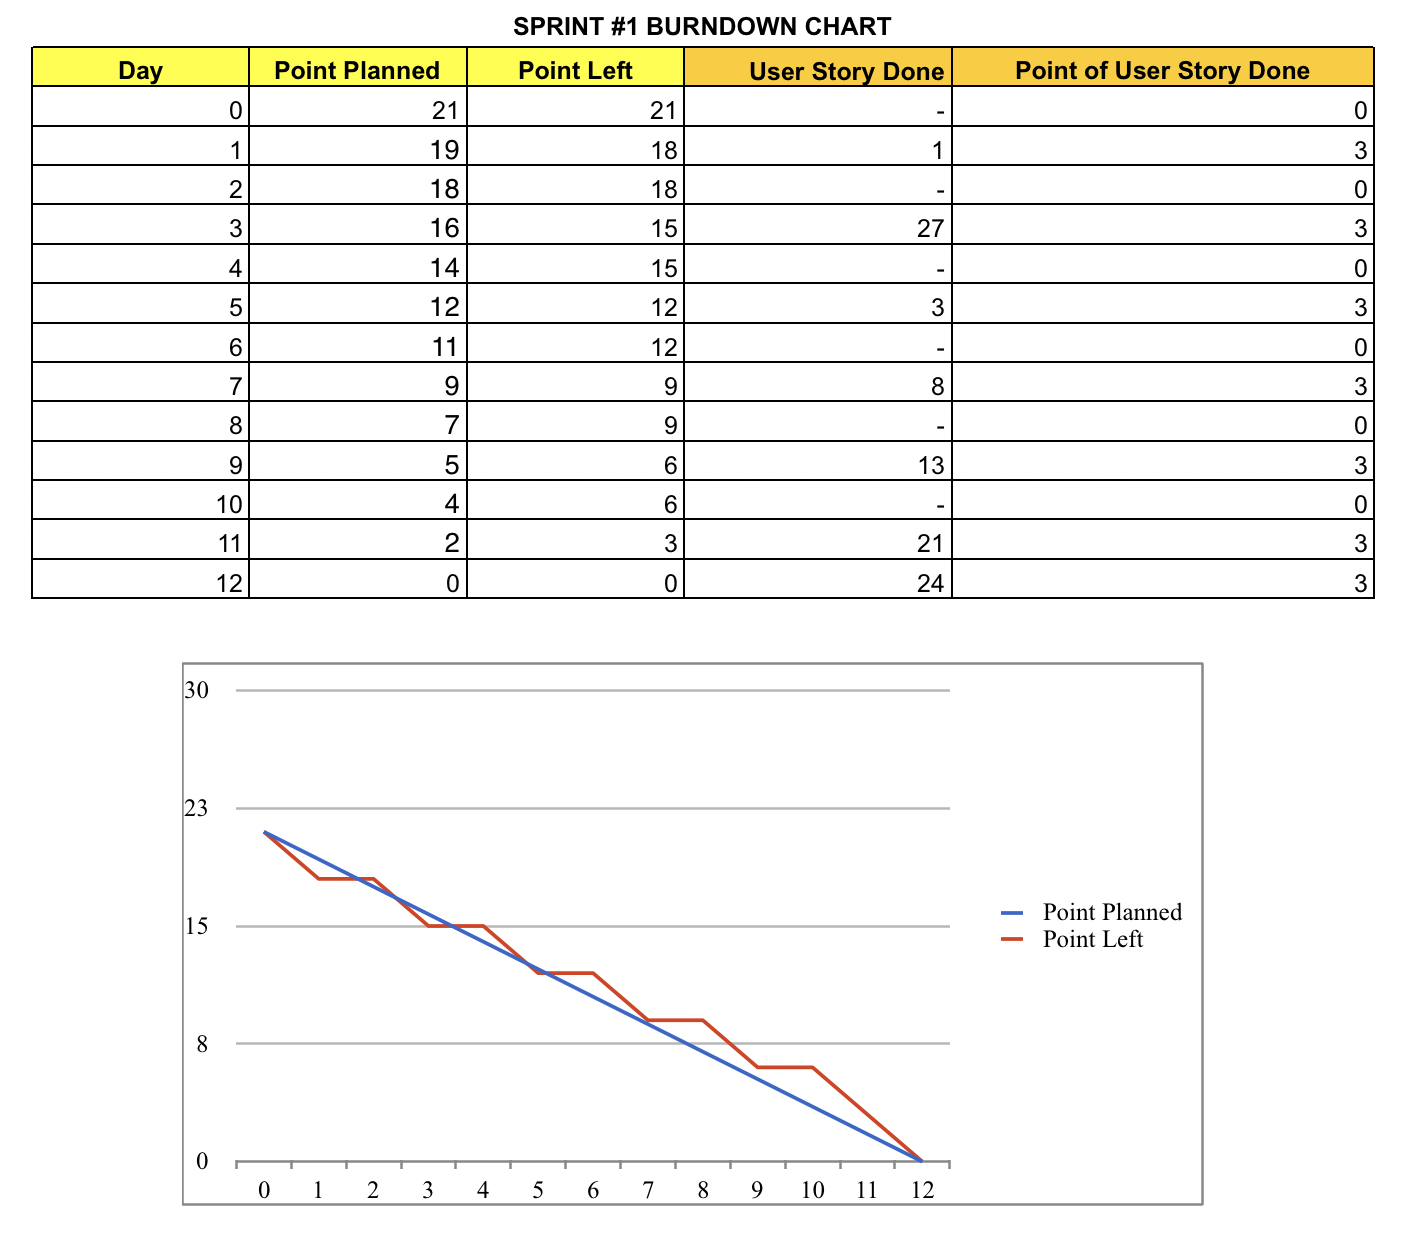 SPRINT #1 BURNDOWN CHART
Day Point Planned Point Left User Story Done Point of User Story Done
0 21 21 - 0
1 19 18 1 3
2 18 18 - 0
3 16 15 27 3
4 14 15 - 0
5 12 12 3 3
6 11 12 - 0
7 9 9 8 3
8 7 9 - 0
9 5 6 13 3
10 4 6 - 0
11 2 3 21 3
12 0 0 24 3
30
23
15
8
0
0 1 2 3 4 5 6 7 8 9 10 11 12
Point Planned
Point Left